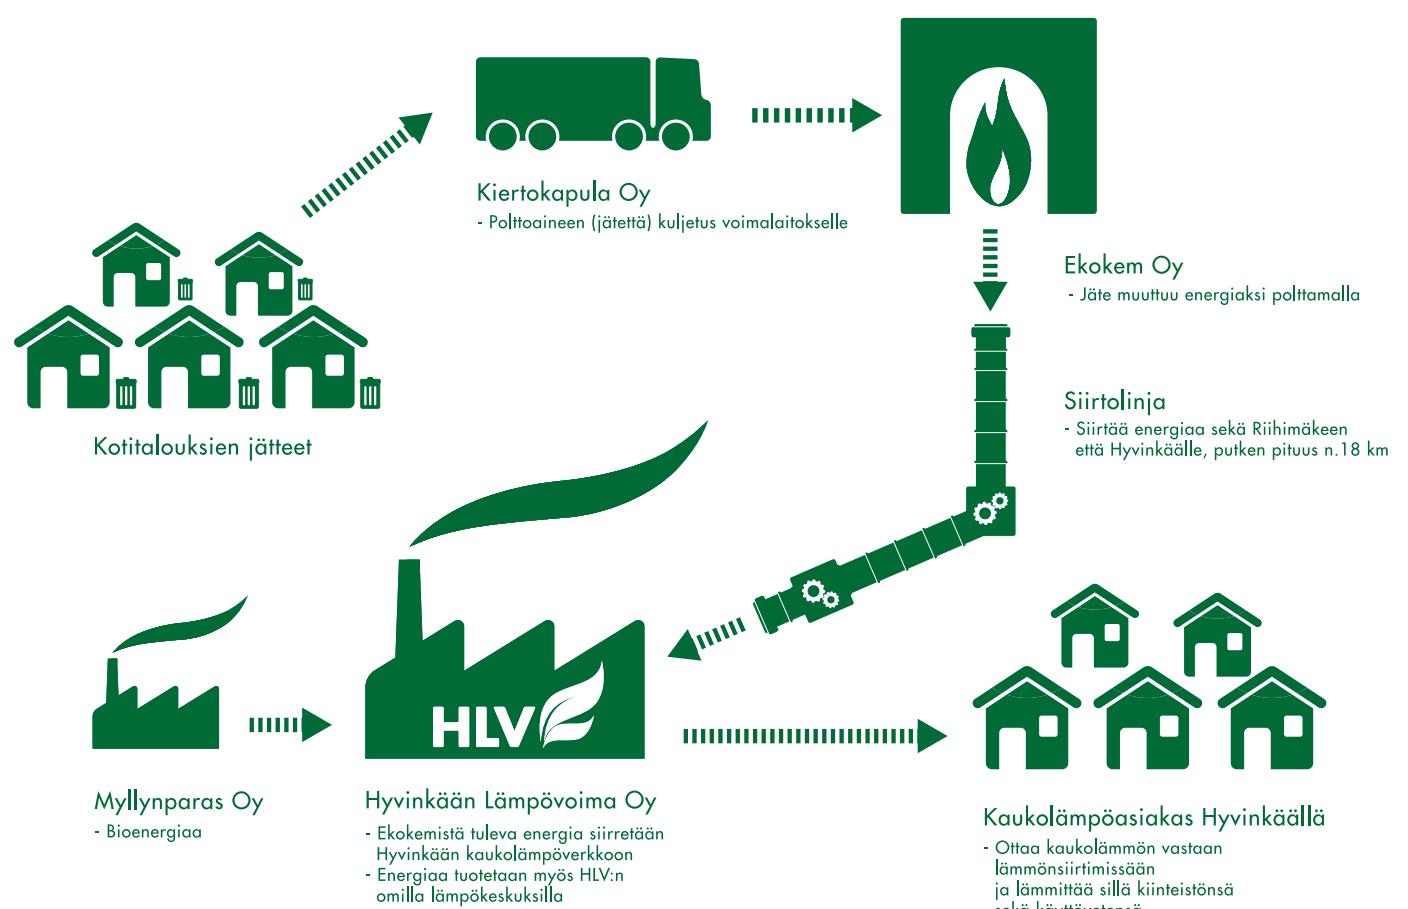 Kiertokapula Oy
- Polttoaineen (jätettä) kuljetus voimalaitokselle
Ekokem Oy
- Jäte muuttuu energiaksi polttamalla
Siirtolinja
- Siirtää energiaa sekä Riihimäkeen
että Hyvinkäälle, putken pituus n.18 km
Kotitalouksien jätteet
HLV
Myllynparas Oy
- Bioenergiaa
Hyvinkään Lämpövoima Oy
- Ekokemistä tuleva energia siirretään
Hyvinkään kaukolämpöverkkoon
- Energiaa tuotetaan myös HLV:n
omilla lämpökeskuksilla
Kaukolämpöasiakas Hyvinkäällä
- Ottaa kaukolämmön vastaan
lämmönsiirtimissään
ja lämmittää sillä kiinteistönsä
sekä käyttövetensä